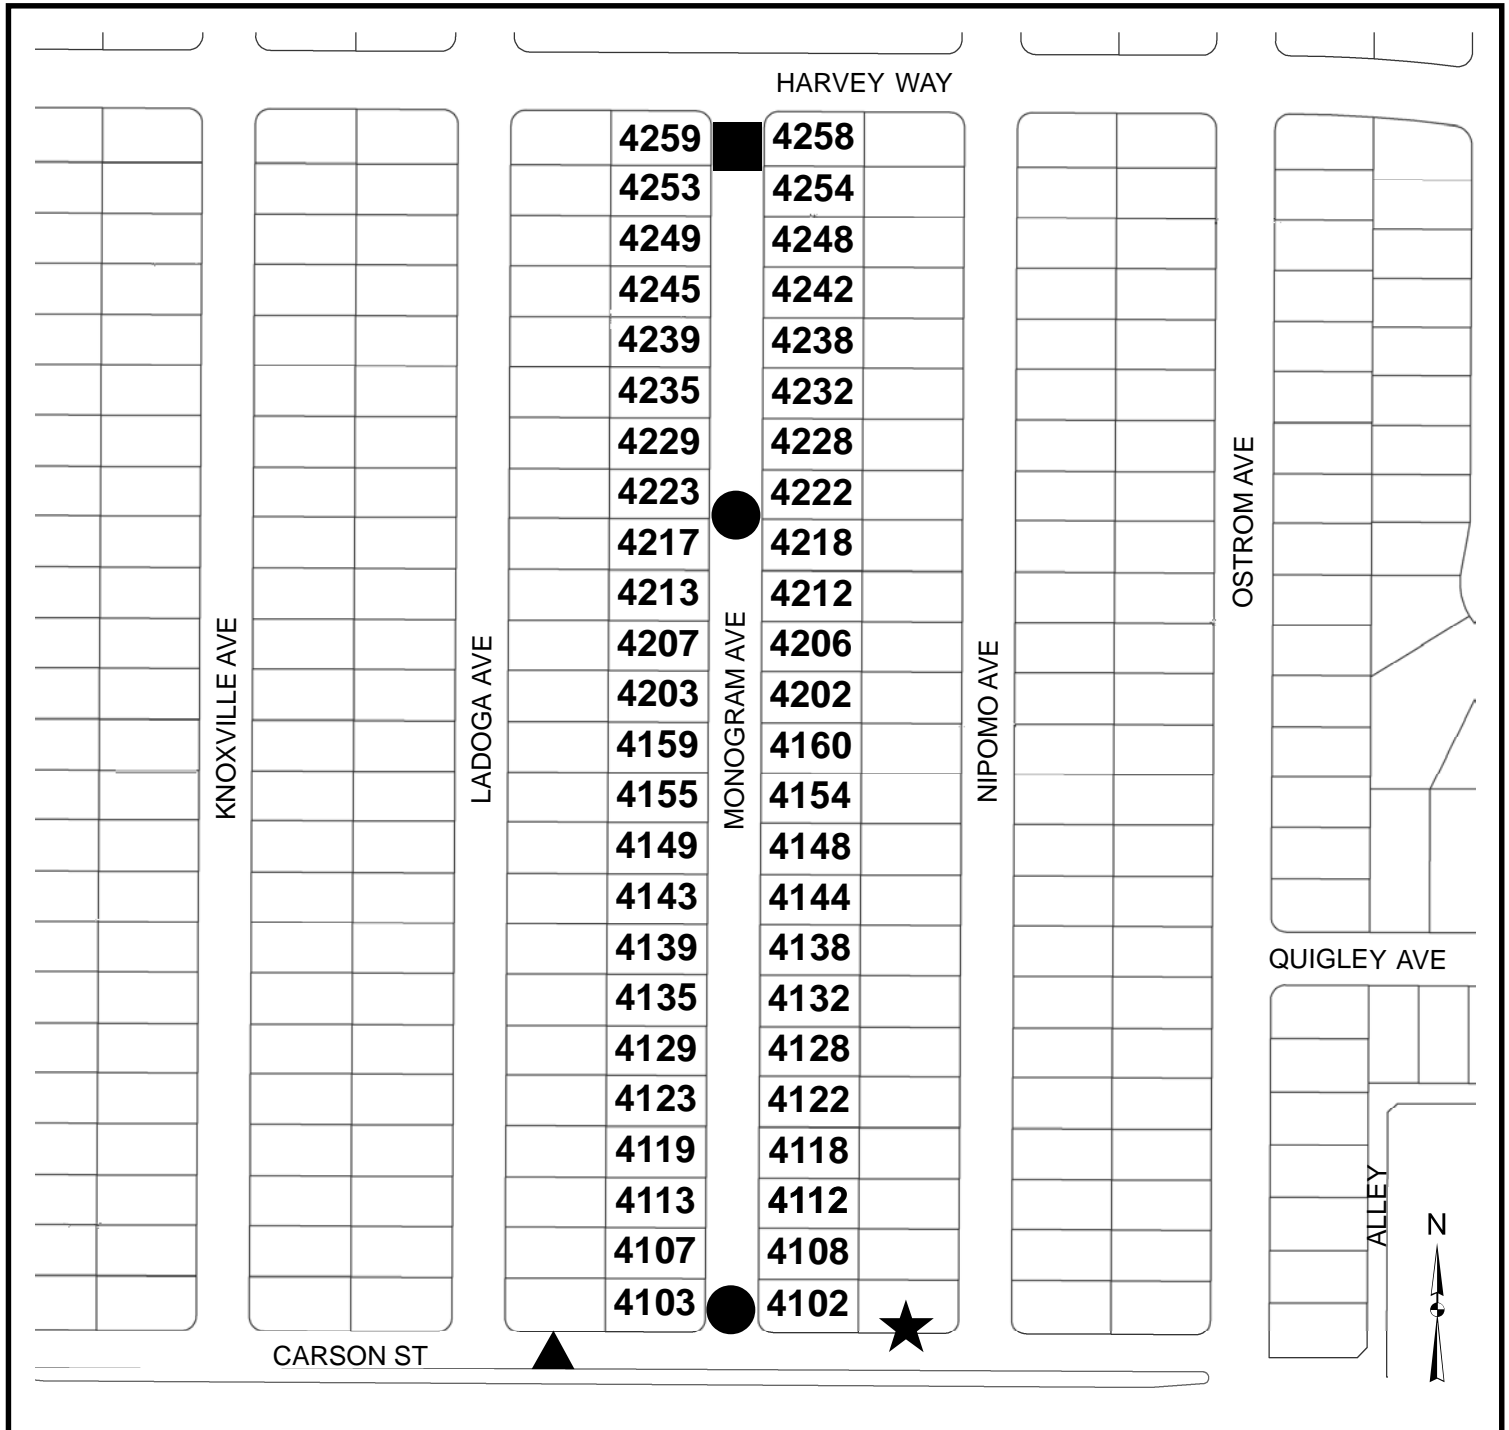 HARVEY WAY
4259 4258
4253 4254
4249 4248
4245 4242
4239 4238
4235 4232
4229 4228
4223 4222
4217 4218
4213 4212
4207 4206
4203 4202
4159 4160
4155 4154
4149 4148
4143 4144
4139 4138
4135 4132
4129 4128
4123 4122
4119 4118
4113 4112
4107 4108
4103 4102
KNOXVILLE AVE
LADOGA AVE
MONOGRAM AVE
NIPOMO AVE
OSTROM AVE
QUIGLEY AVE
ALLEY
N
CARSON ST